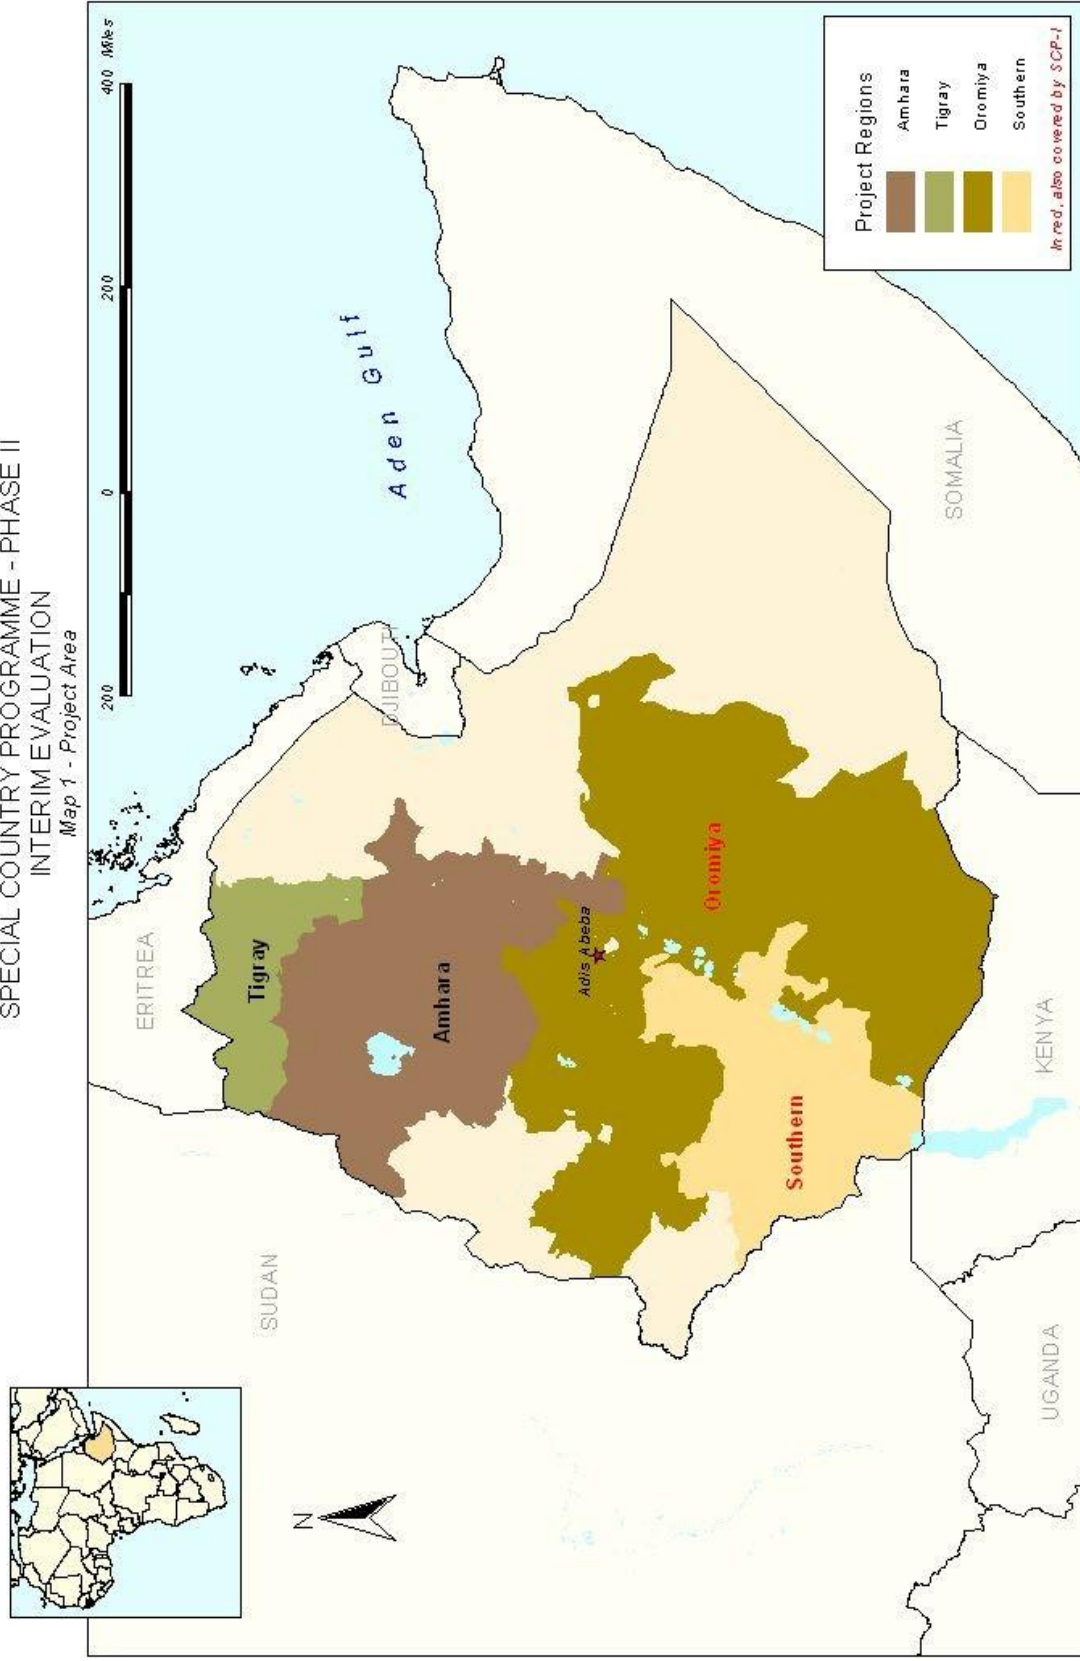 SPECIAL COUNTRY PROGRAMME - PHASE II
INTERIM EVALUATION
Map 1 - Project Area
200 0 200 400 Miles
N
ERITREA
SUDAN
Tigray
DJIBOUTI
Aden Gulf
Amhara
Adis Abeba
Oromiya
Southern
SOMALIA
KENYA
UGANDA
Project Regions
Amhara
Tigray
Oromiya
Southern
In red, also covered by SCP-I